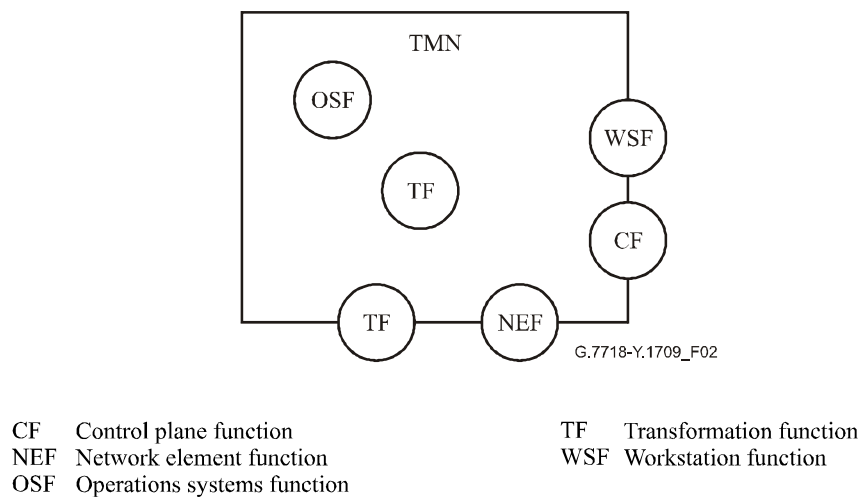 TMN
OSF
WSF
TF
CF
TF NEF
G.7718-Y.1709_F02
CF Control plane function TF Transformation function
NEF Network element function WSF Workstation function
OSF Operations systems function